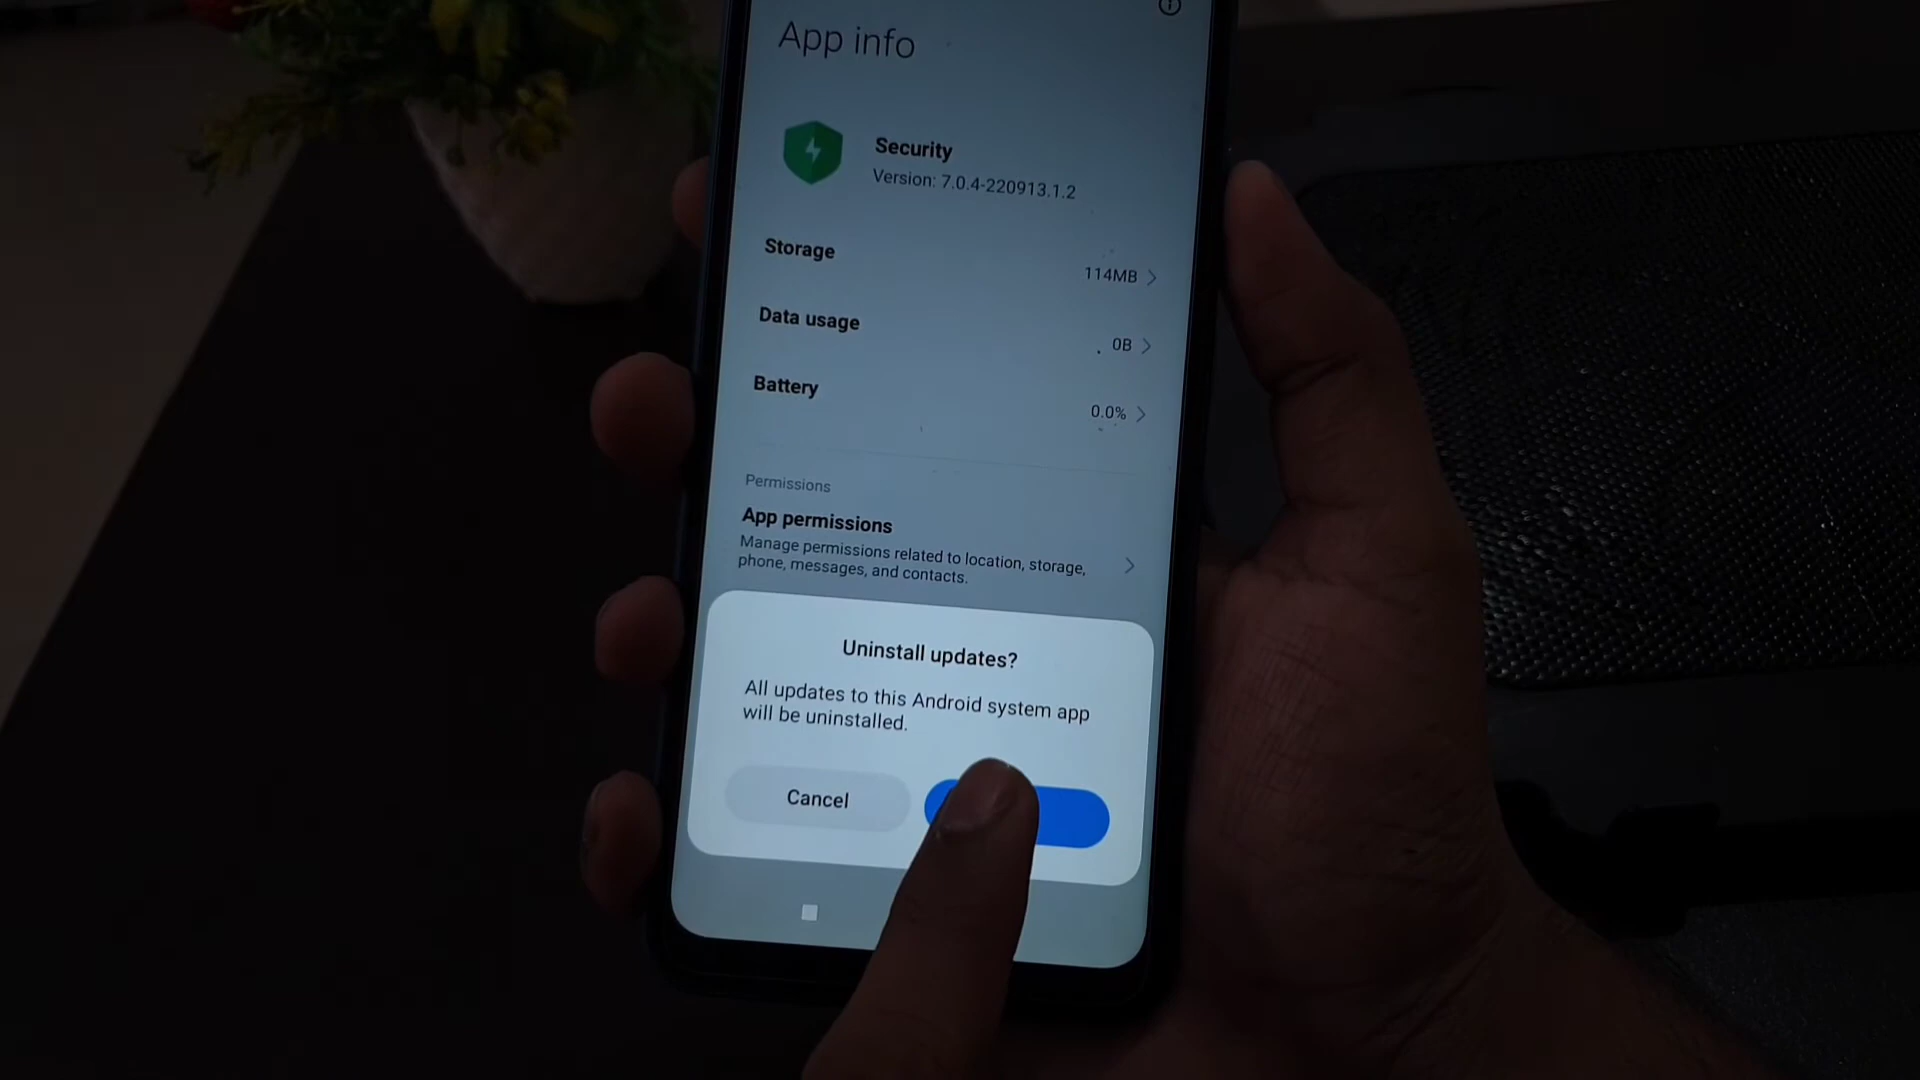 App info
Security
Version: 7.0.4-220913.1.2
Storage
114MB
Data usage
0B
Battery
0.0%
Permissions
App permissions
Manage permissions related to location, storage,
phone, messages, and contacts.
Uninstall updates?
All updates to this Android system app
will be uninstalled.
Cancel